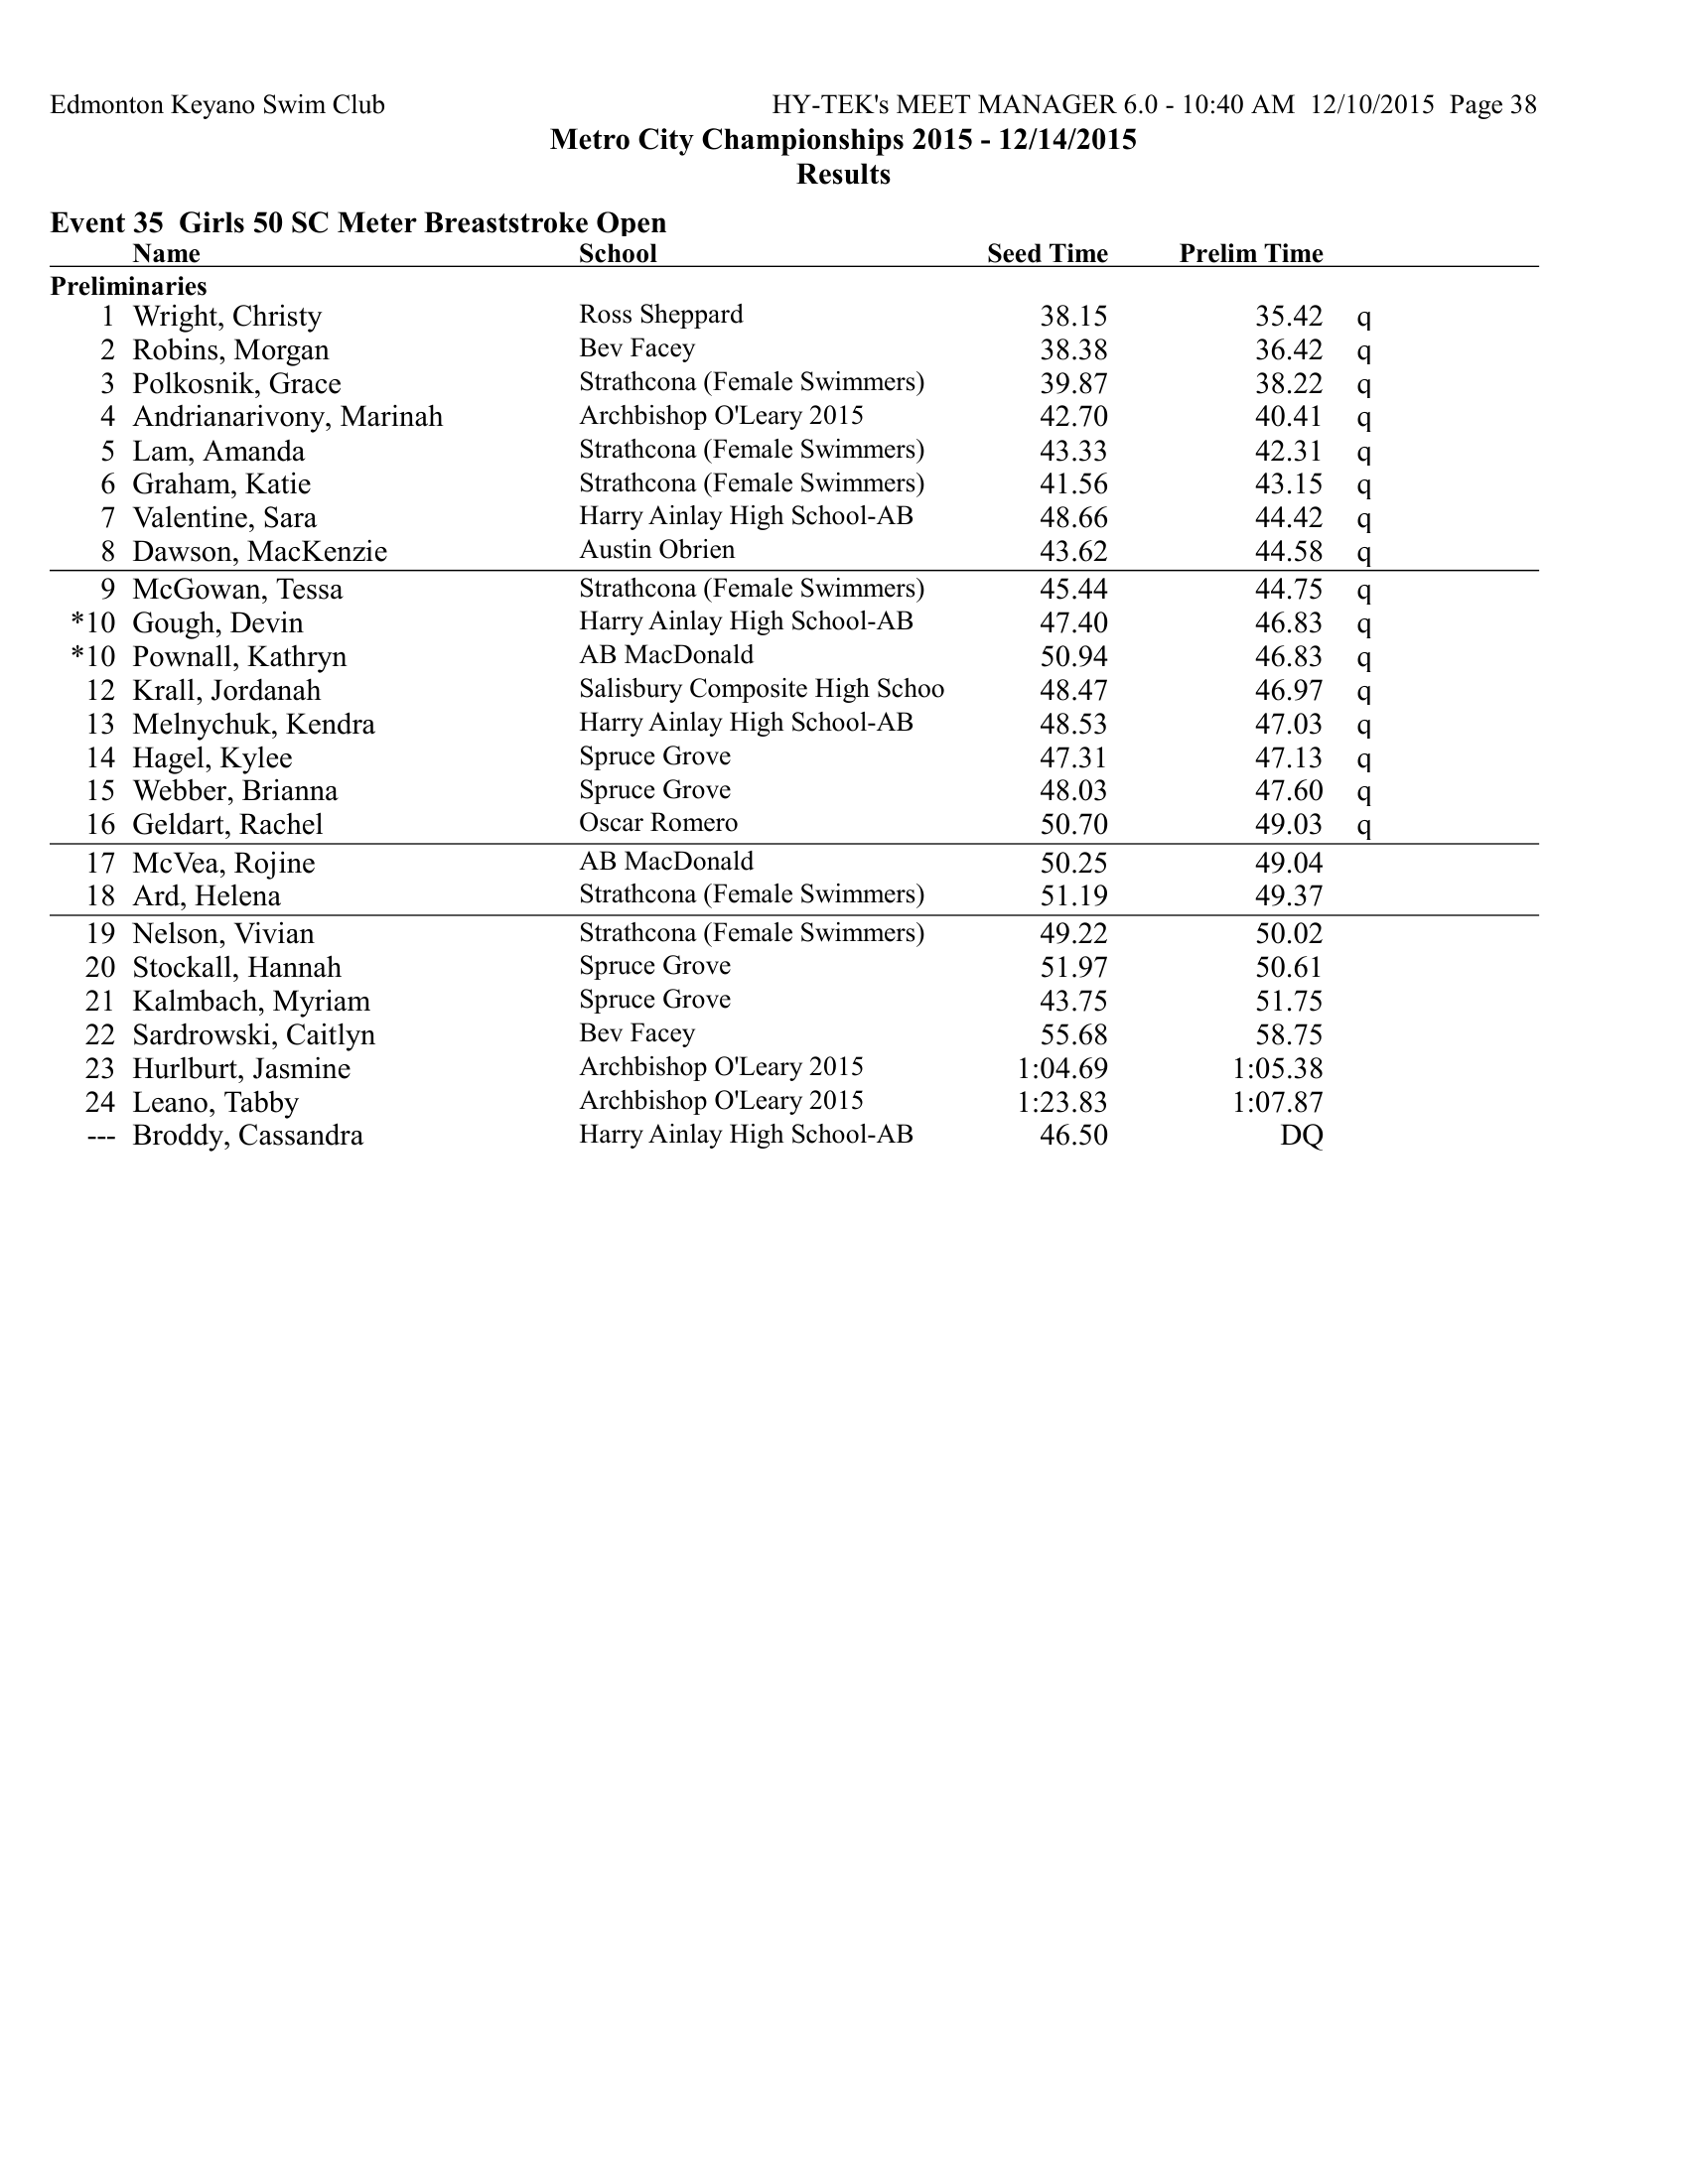 Edmonton Keyano Swim Club HY-TEK's MEET MANAGER 6.0 - 10:40 AM 12/10/2015 Page 38
Metro City Championships 2015 - 12/14/2015
Results
Event 35 Girls 50 SC Meter Breaststroke Open
Name School Seed Time Prelim Time
Preliminaries
1 Wright, Christy Ross Sheppard 38.15 35.42 q
2 Robins, Morgan Bev Facey 38.38 36.42 q
3 Polkosnik, Grace Strathcona (Female Swimmers) 39.87 38.22 q
4 Andrianarivony, Marinah Archbishop O'Leary 2015 42.70 40.41 q
5 Lam, Amanda Strathcona (Female Swimmers) 43.33 42.31 q
6 Graham, Katie Strathcona (Female Swimmers) 41.56 43.15 q
7 Valentine, Sara Harry Ainlay High School-AB 48.66 44.42 q
8 Dawson, MacKenzie Austin Obrien 43.62 44.58 q
9 McGowan, Tessa Strathcona (Female Swimmers) 45.44 44.75 q
*10 Gough, Devin Harry Ainlay High School-AB 47.40 46.83 q
*10 Pownall, Kathryn AB MacDonald 50.94 46.83 q
12 Krall, Jordanah Salisbury Composite High Schoo 48.47 46.97 q
13 Melnychuk, Kendra Harry Ainlay High School-AB 48.53 47.03 q
14 Hagel, Kylee Spruce Grove 47.31 47.13 q
15 Webber, Brianna Spruce Grove 48.03 47.60 q
16 Geldart, Rachel Oscar Romero 50.70 49.03 q
17 McVea, Rojine AB MacDonald 50.25 49.04
18 Ard, Helena Strathcona (Female Swimmers) 51.19 49.37
19 Nelson, Vivian Strathcona (Female Swimmers) 49.22 50.02
20 Stockall, Hannah Spruce Grove 51.97 50.61
21 Kalmbach, Myriam Spruce Grove 43.75 51.75
22 Sardrowski, Caitlyn Bev Facey 55.68 58.75
23 Hurlburt, Jasmine Archbishop O'Leary 2015 1:04.69 1:05.38
24 Leano, Tabby Archbishop O'Leary 2015 1:23.83 1:07.87
--- Broddy, Cassandra Harry Ainlay High School-AB 46.50 DQ